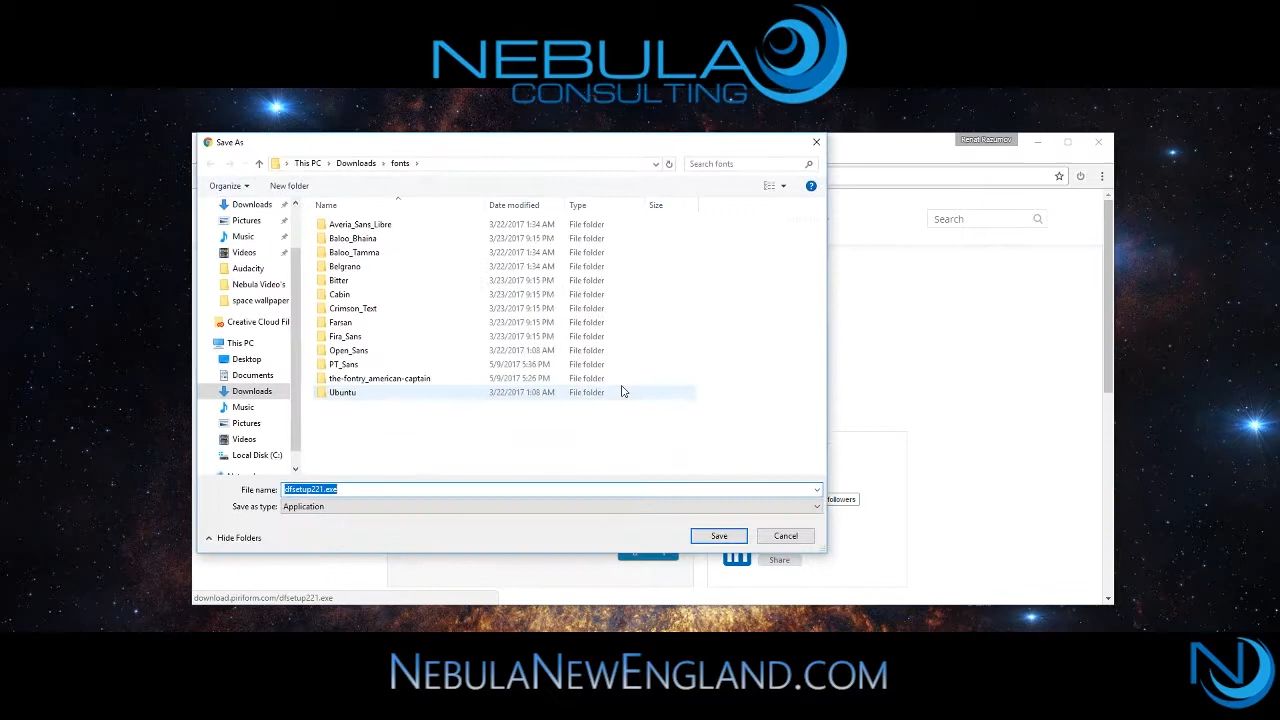 NEBULA
CONSULTING
Save As
Renat Razumov
This PC > Downloads > fonts >
Search fonts
Organize
New folder
Search
Name Date modified Type Size
Downloads
Pictures
Music
Videos
Audacity
Nebula Video's
space wallpaper
Creative Cloud Fil
This PC
Desktop
Documents
Downloads
Music
Pictures
Videos
Local Disk (C:)
Averia_Sans_Libre 3/22/2017 1:34 AM File folder
Baloo_Bhaina 3/23/2017 9:15 PM File folder
Baloo_Tamma 3/22/2017 1:34 AM File folder
Belgrano 3/22/2017 1:34 AM File folder
Bitter 3/23/2017 9:15 PM File folder
Cabin 3/23/2017 9:15 PM File folder
Crimson_Text 3/23/2017 9:15 PM File folder
Farsan 3/23/2017 9:15 PM File folder
Fira_Sans 3/23/2017 9:15 PM File folder
Open_Sans 3/22/2017 1:08 AM File folder
PT_Sans 5/9/2017 5:36 PM File folder
the-fontry_american-captain 5/9/2017 5:26 PM File folder
Ubuntu 3/22/2017 1:08 AM File folder
File name: dfsetup221.exe
Save as type: Application
followers
Hide Folders
Save
Cancel
Share
download.piriform.com/dfsetup221.exe
NEBULANEWENGLAND.COM